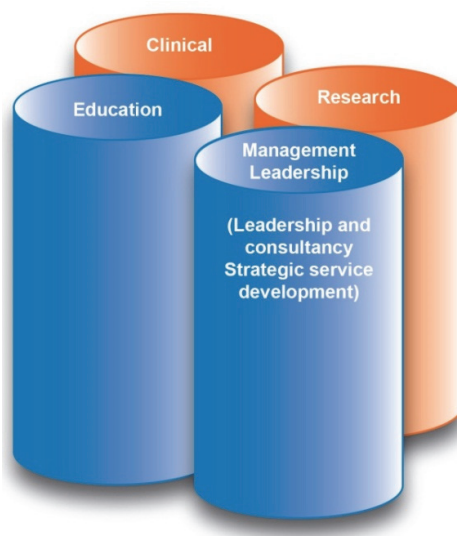 Clinical
Education
Research
Management
Leadership
(Leadership and
consultancy
Strategic service
development)